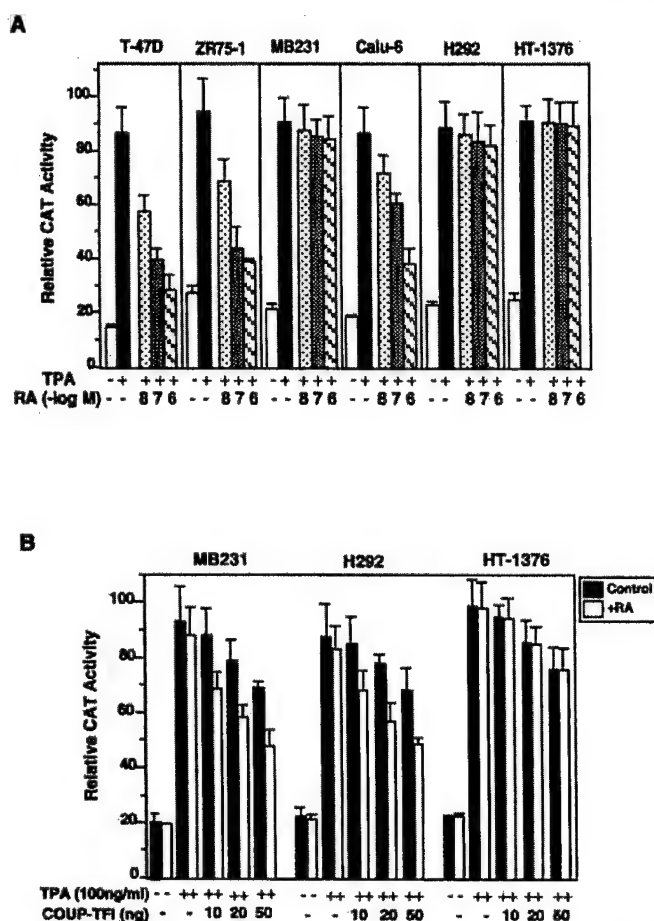 A
T-47D ZR75-1 MB231 Calu-6 H292 HT-1376
Relative CAT Activity
100
80
60
40
20
0
TPA - + + + + - + + + + - + + + + - + + + + - + + + + - + + + +
RA (-log M) - - 8 7 6 - - 8 7 6 - - 8 7 6 - - 8 7 6 - - 8 7 6 - - 8 7 6
B
MB231 H292 HT-1376
Control
+RA
Relative CAT Activity
100
80
60
40
20
0
TPA (100ng/ml) -- ++ ++ ++ ++ -- ++ ++ ++ ++ -- ++ ++ ++ ++
COUP-TFI (ng) - - 10 20 50 - - 10 20 50 - - 10 20 50